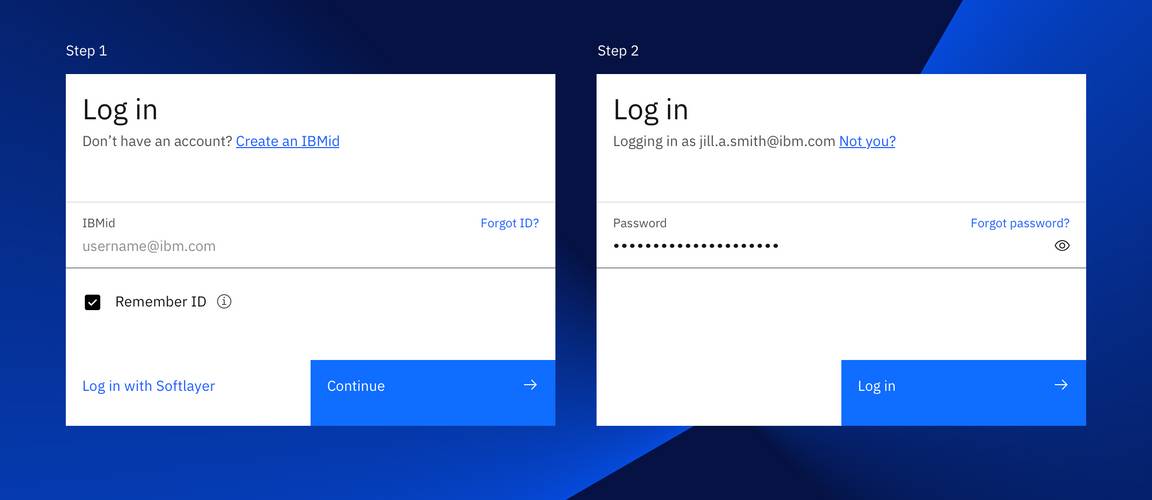 Step 1
Log in
Don't have an account? Create an IBMid
IBMid
Forgot ID?
username@ibm.com
Remember ID
Log in with Softlayer
Continue
Step 2
Log in
Logging in as jill.a.smith@ibm.com Not you?
Password
Forgot password?
•••••••••••••••••••••
Log in